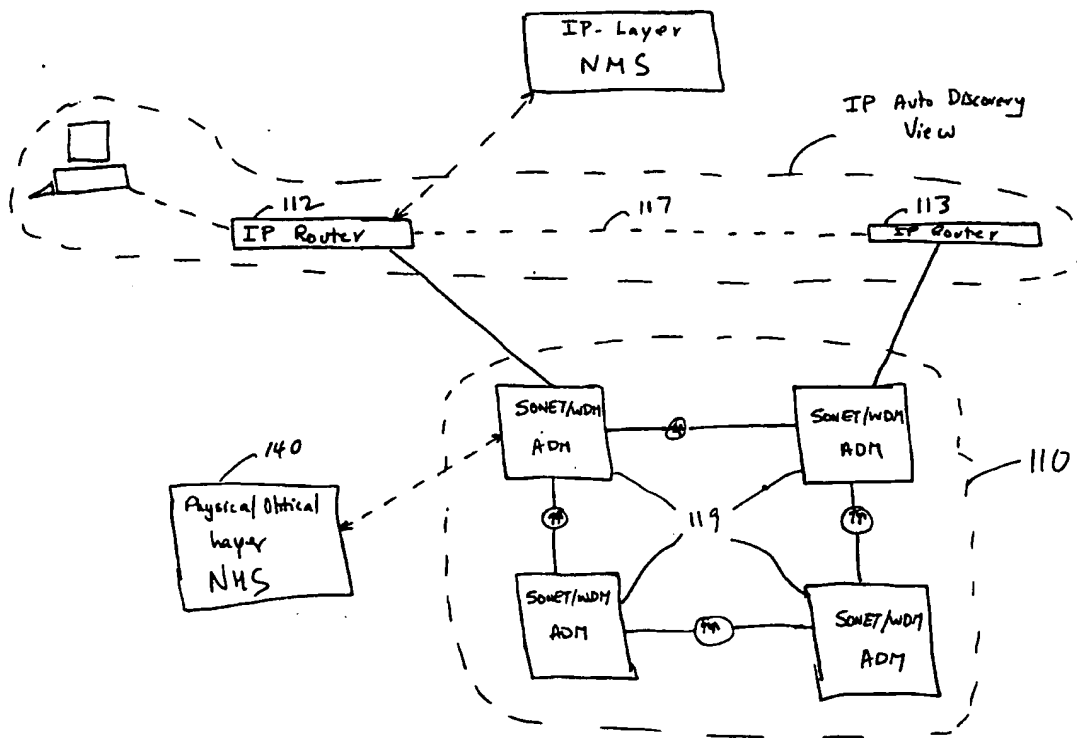 IP-Layer
NMS
IP Auto Discovery
View
112
IP Router
117
113
IP Router
SONET/WDM
ADM
SONET/WDM
ADM
110
140
Physical/Optical
Layer
NMS
119
SONET/WDM
ADM
SONET/WDM
ADM